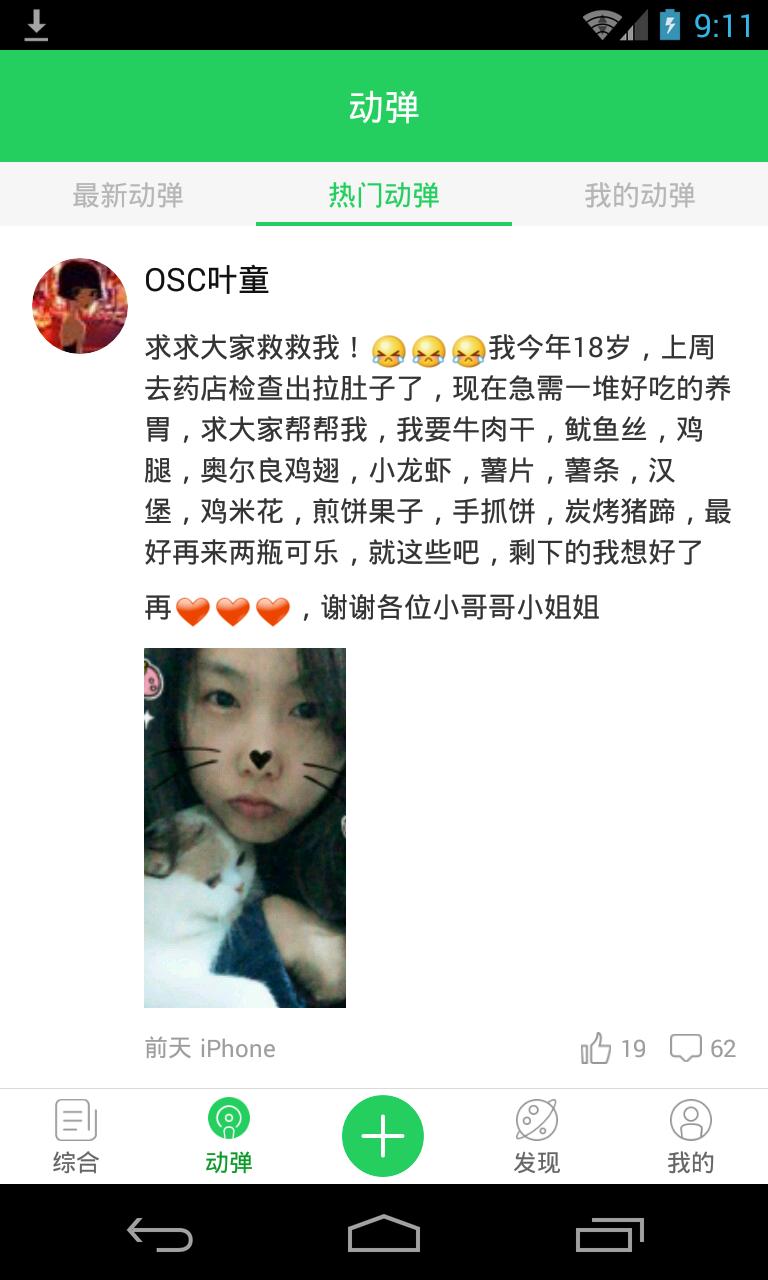 9:11
动弹
最新动弹
热门动弹
我的动弹
OSC叶童
求求大家救救我！😹😹😹我今年18岁，上周
去药店检查出拉肚子了，现在急需一堆好吃的养
胃，求大家帮帮我，我要牛肉干，鱿鱼丝，鸡
腿，奥尔良鸡翅，小龙虾，薯片，薯条，汉
堡，鸡米花，煎饼果子，手抓饼，炭烤猪蹄，最
好再来两瓶可乐，就这些吧，剩下的我想好了
再❤❤❤，谢谢各位小哥哥小姐姐
前天 iPhone
19
62
综合
动弹
发现
我的